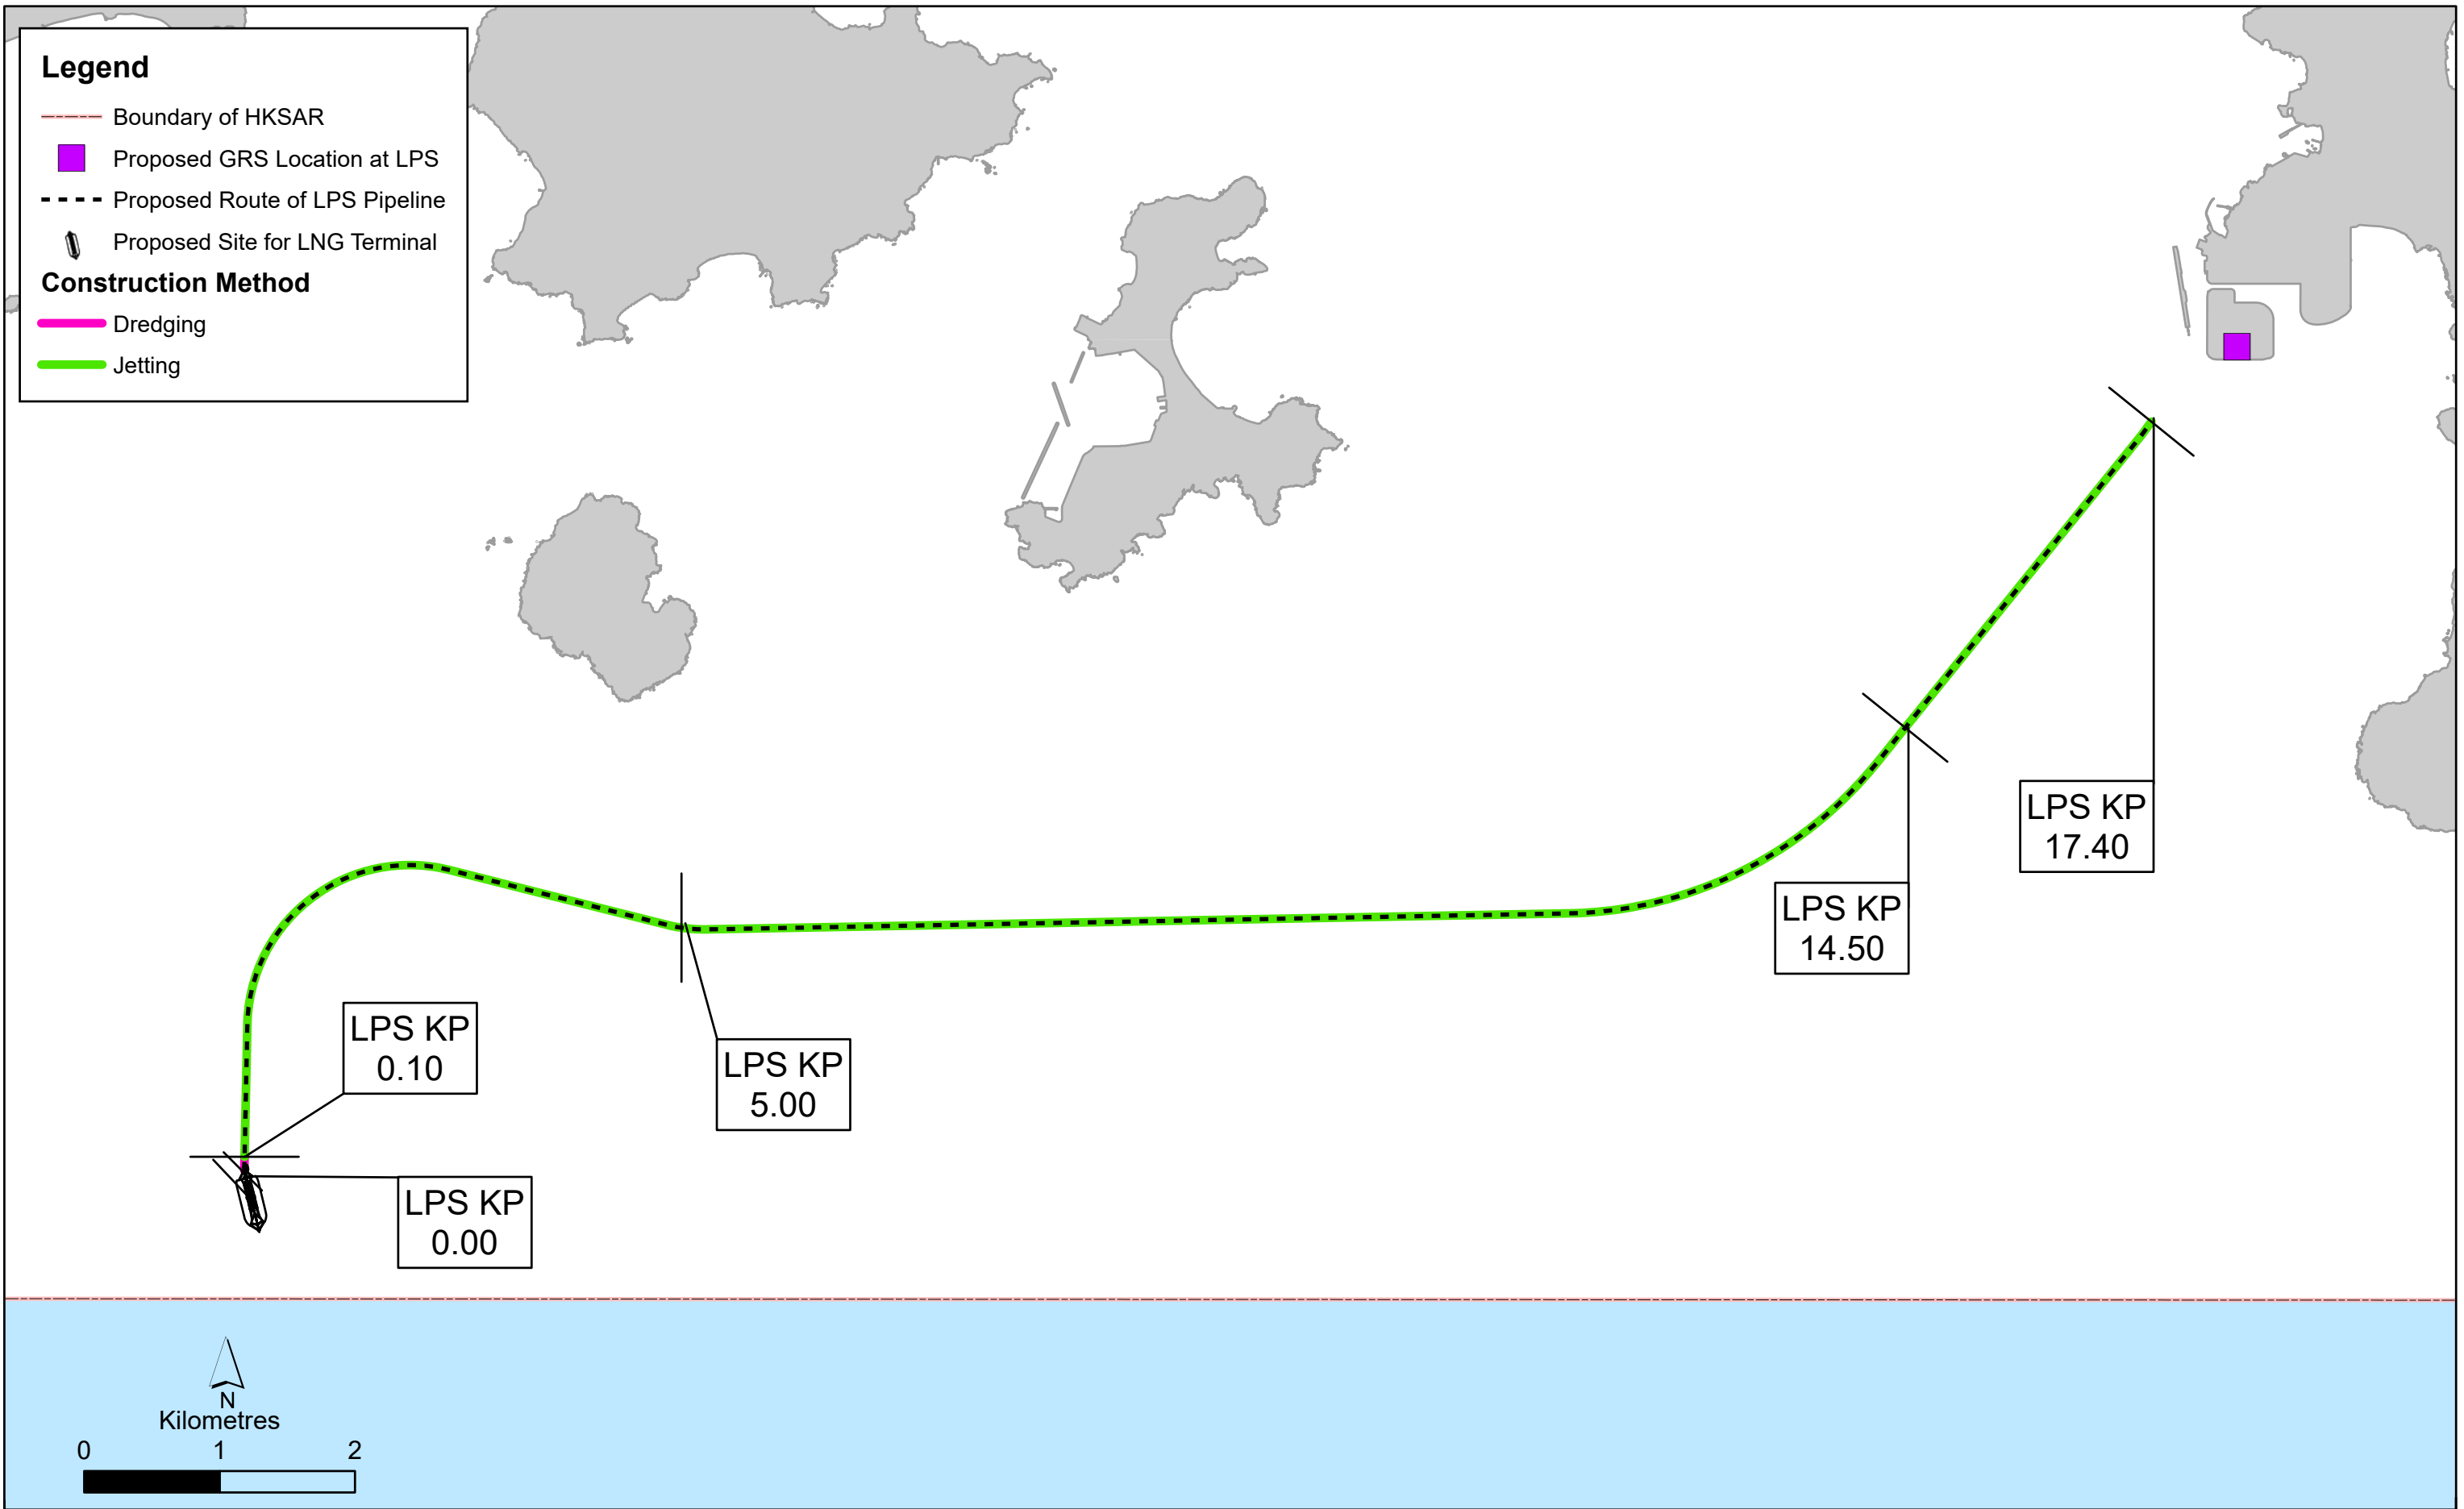 Legend
Boundary of HKSAR
Proposed GRS Location at LPS
Proposed Route of LPS Pipeline
Proposed Site for LNG Terminal
Construction Method
Dredging
Jetting
LPS KP
17.40
LPS KP
14.50
LPS KP
0.10
LPS KP
5.00
LPS KP
0.00
N
Kilometres
0 1 2